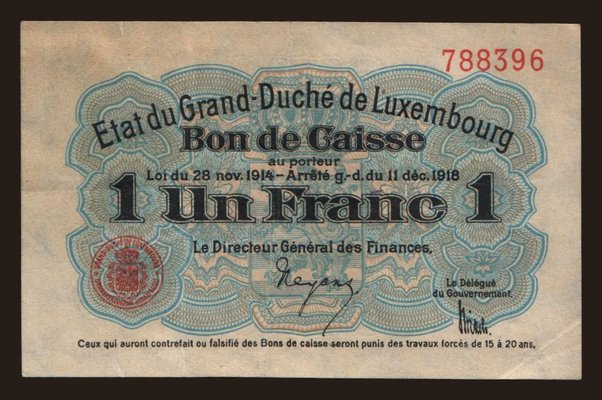 788396
Etat du Grand-Duché de Luxembourg
Bon de Caisse
au porteur
Loi du 28 nov. 1914 - Arrêté g.-d. du 11 déc. 1918
1 Un Franc 1
Le Directeur Général des Finances,
Neyens
Le Délégué
du Gouvernement,
Ceux qui auront contrefait ou falsifié des Bons de caisse seront punis des travaux forcés de 15 à 20 ans.